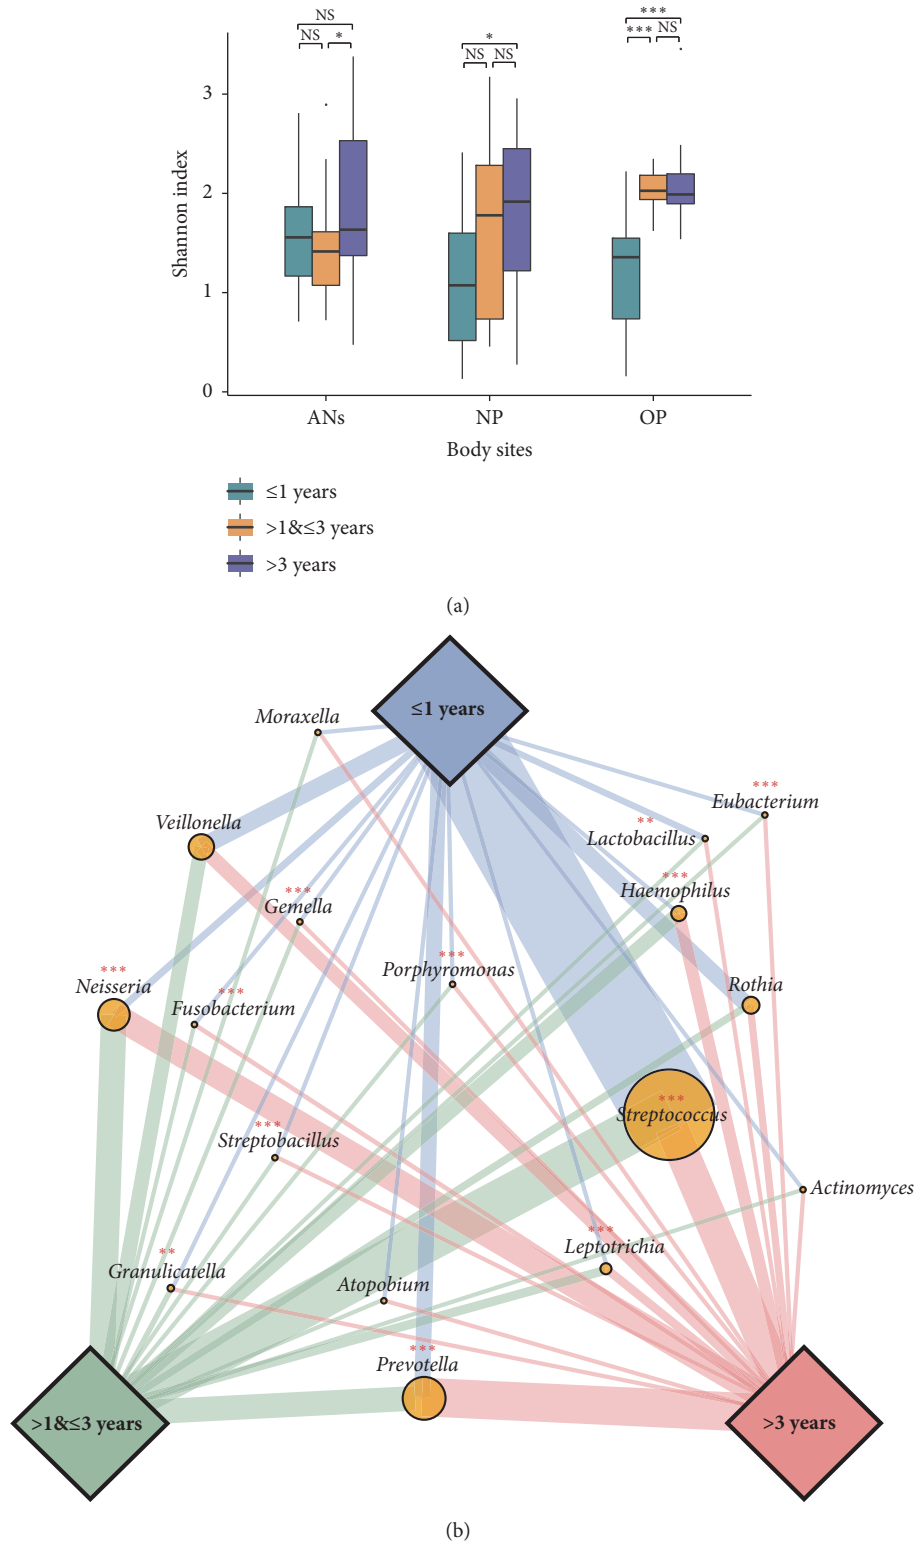 NS
NS
*
*
NS
NS
***
***
NS
3
2
1
0
Shannon index
ANs
NP
OP
Body sites
≤1 years
>1&≤3 years
>3 years
(a)
≤1 years
Moraxella
***
Eubacterium
Veillonella
**
Lactobacillus
***
Haemophilus
***
Gemella
***
Porphyromonas
***
Neisseria
Rothia
***
Fusobacterium
***
Streptococcus
***
Streptobacillus
Actinomyces
***
Leptotrichia
**
Granulicatella
Atopobium
***
Prevotella
>1&≤3 years
>3 years
(b)